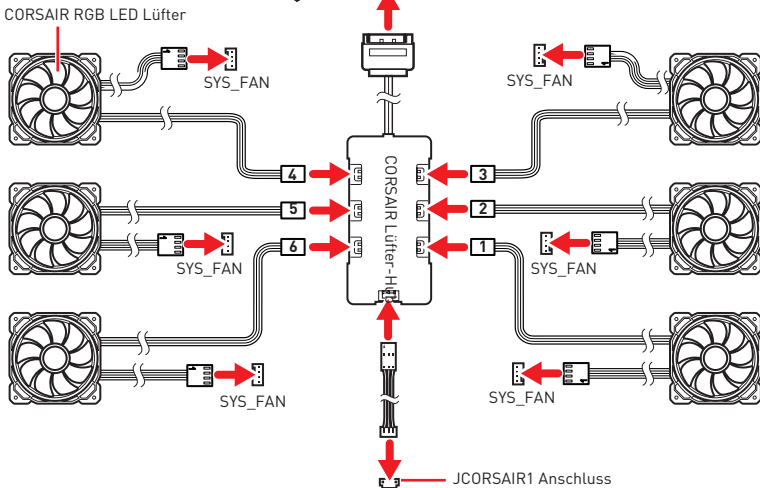 CORSAIR RGB LED Lüfter
SYS_FAN
SYS_FAN
4
3
5
2
6
1
CORSAIR Lüfter-Hu
SYS_FAN
SYS_FAN
SYS_FAN
SYS_FAN
JCORSAIR1 Anschluss